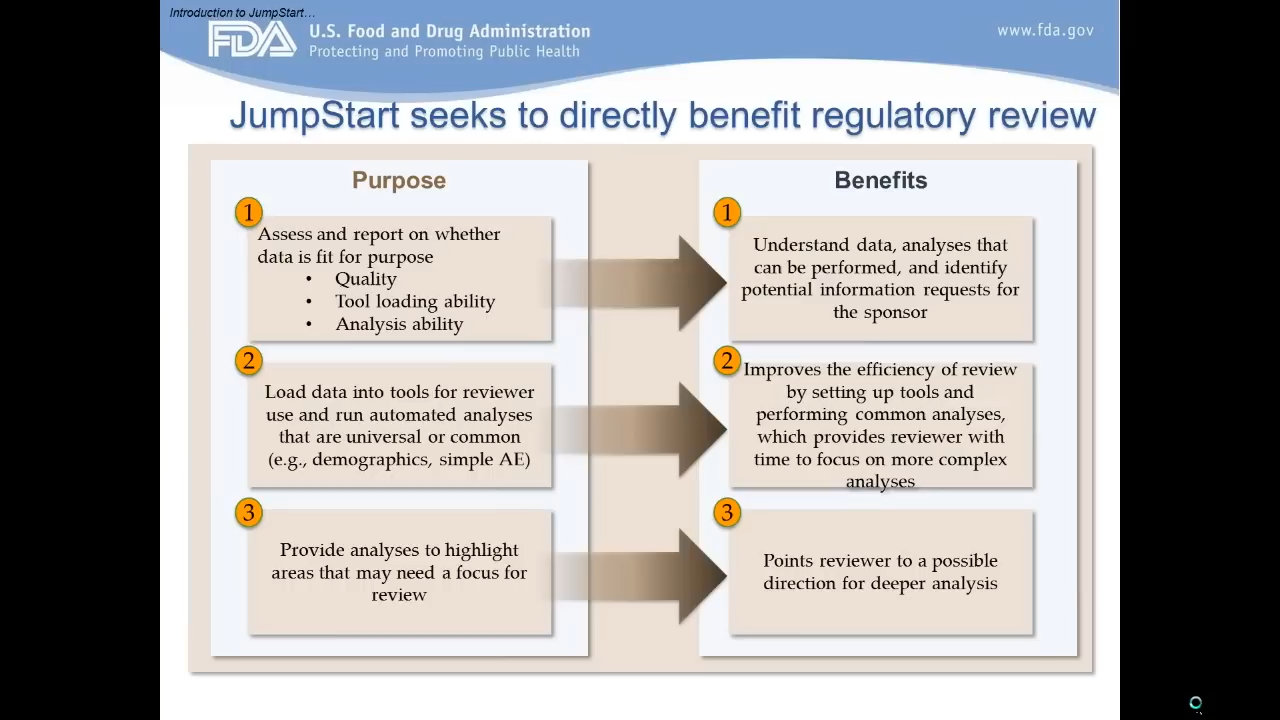 Introduction to JumpStart…
FDA
U.S. Food and Drug Administration
Protecting and Promoting Public Health
www.fda.gov
JumpStart seeks to directly benefit regulatory review
Purpose
1
Assess and report on whether
data is fit for purpose
• Quality
• Tool loading ability
• Analysis ability
2
Load data into tools for reviewer
use and run automated analyses
that are universal or common
(e.g., demographics, simple AE)
3
Provide analyses to highlight
areas that may need a focus for
review
Benefits
1
Understand data, analyses that
can be performed, and identify
potential information requests for
the sponsor
2
Improves the efficiency of review
by setting up tools and
performing common analyses,
which provides reviewer with
time to focus on more complex
analyses
3
Points reviewer to a possible
direction for deeper analysis